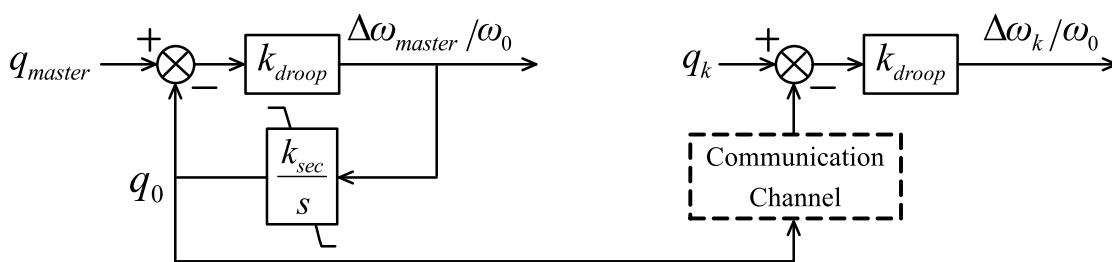 q_master
+
−
k_droop
Δω_master/ω_0
k_sec
s
q_0
q_k
+
−
k_droop
Δω_k/ω_0
Communication
Channel